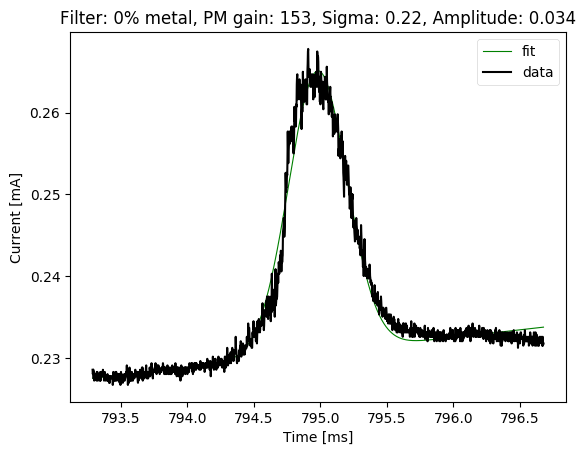 Filter: 0% metal, PM gain: 153, Sigma: 0.22, Amplitude: 0.034
fit
data
0.26
0.25
0.24
0.23
Current [mA]
793.5 794.0 794.5 795.0 795.5 796.0 796.5
Time [ms]